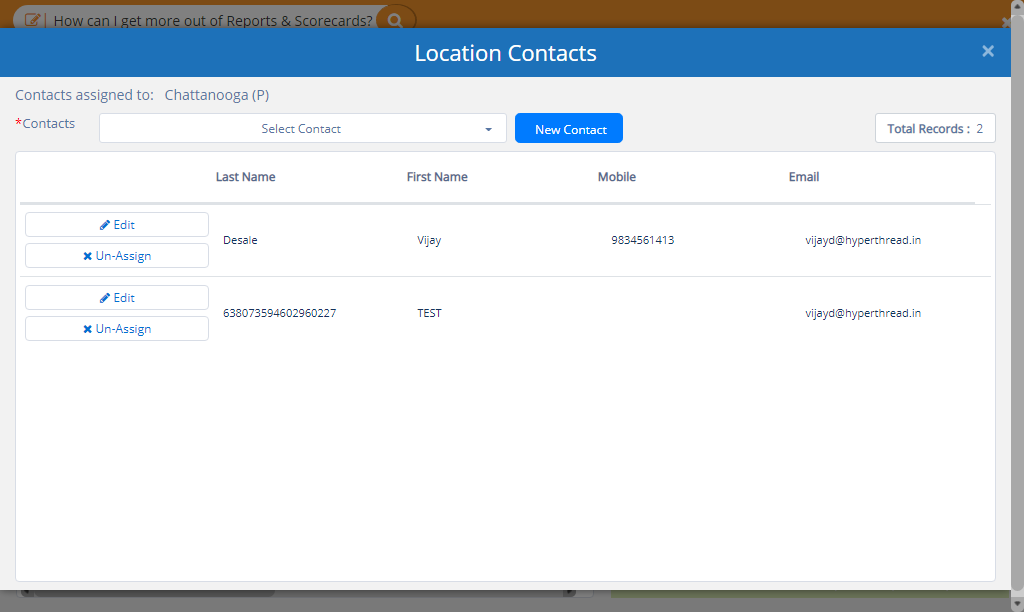 How can I get more out of Reports & Scorecards?
Location Contacts
×
Contacts assigned to: Chattanooga (P)
*Contacts
Select Contact
New Contact
Total Records : 2
Last Name First Name Mobile Email
Edit
Un-Assign
Desale Vijay 9834561413 vijayd@hyperthread.in
Edit
Un-Assign
638073594602960227 TEST vijayd@hyperthread.in